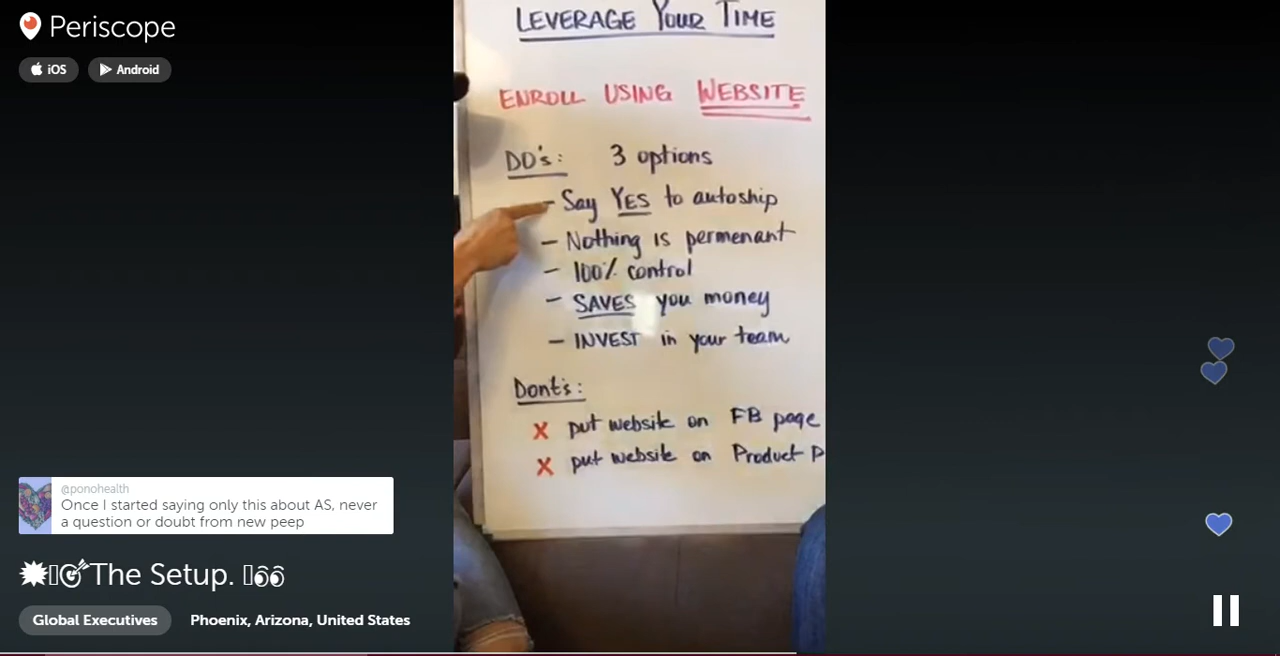 Periscope
iOS
Android
LEVERAGE YOUR TIME
ENROLL USING WEBSITE
DO's: 3 options
- Say YES to autoship
- Nothing is permenant
- 100% control
- SAVES you money
- INVEST in your team
Dont's:
X put website on FB page
X put website on Product P
@ponohealth
Once I started saying only this about AS, never
a question or doubt from new peep
The Setup.
Global Executives
Phoenix, Arizona, United States